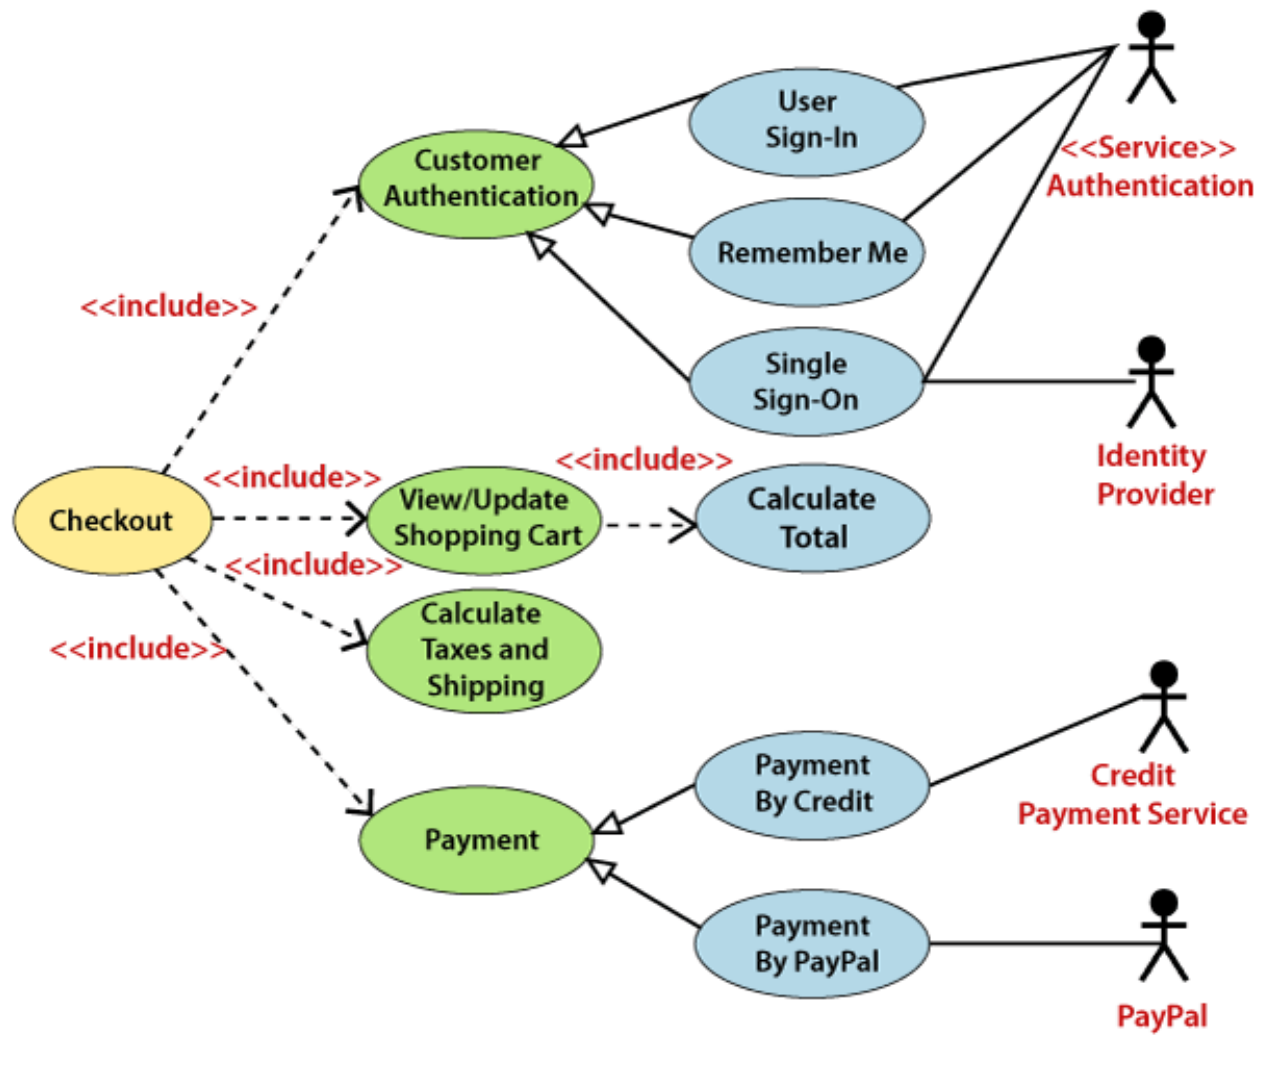 User
Sign-In
<<Service>>
Authentication
Customer
Authentication
Remember Me
<<include>>
Single
Sign-On
Identity
Provider
<<include>>
<<include>>
Checkout
View/Update
Shopping Cart
Calculate
Total
<<include>>
Calculate
Taxes and
Shipping
<<include>>
Payment
By Credit
Credit
Payment Service
Payment
Payment
By PayPal
PayPal